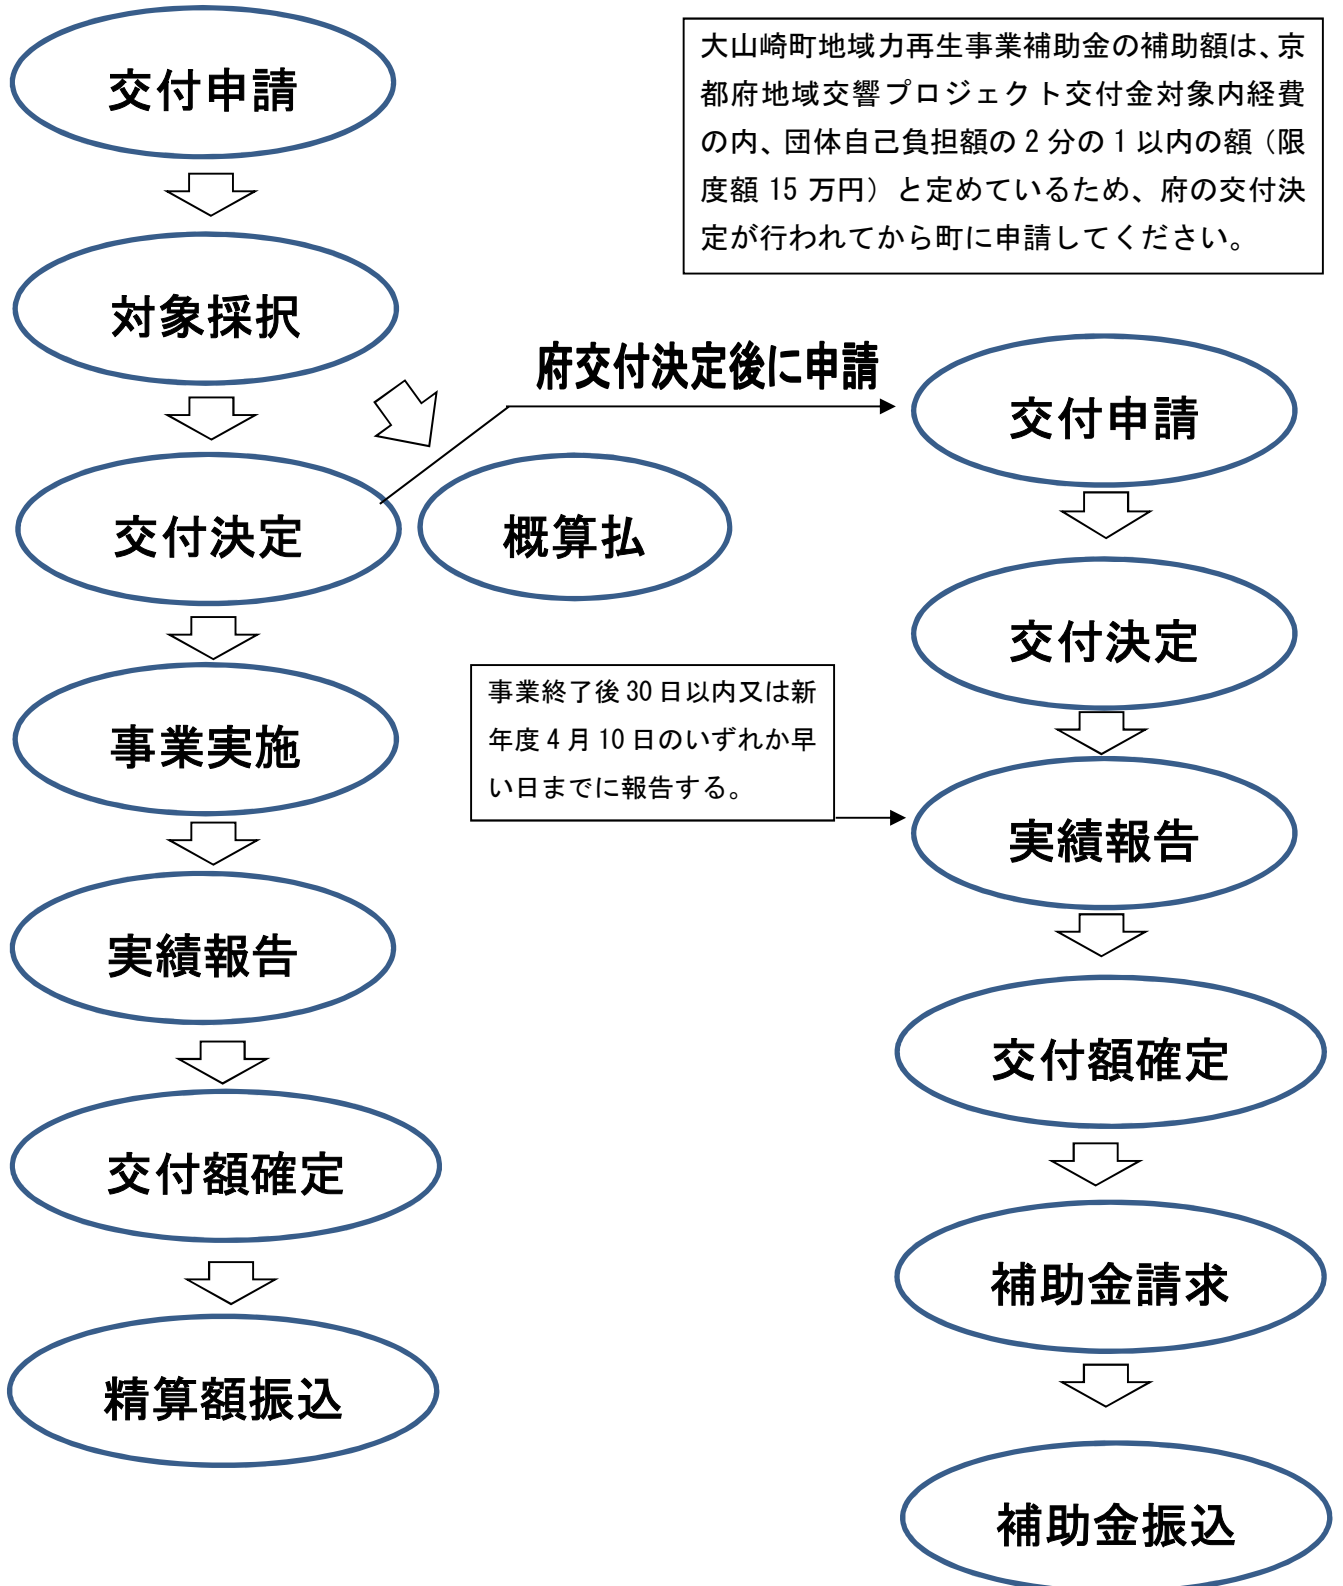 交付申請
対象採択
交付決定
概算払
事業実施
実績報告
交付額確定
精算額振込
大山崎町地域力再生事業補助金の補助額は、京
都府地域交響プロジェクト交付金対象内経費
の内、団体自己負担額の2分の1以内の額（限
度額 15 万円）と定めているため、府の交付決
定が行われてから町に申請してください。
府交付決定後に申請
交付申請
交付決定
事業終了後30日以内又は新
年度4月10日のいずれか早
い日までに報告する。
実績報告
交付額確定
補助金請求
補助金振込